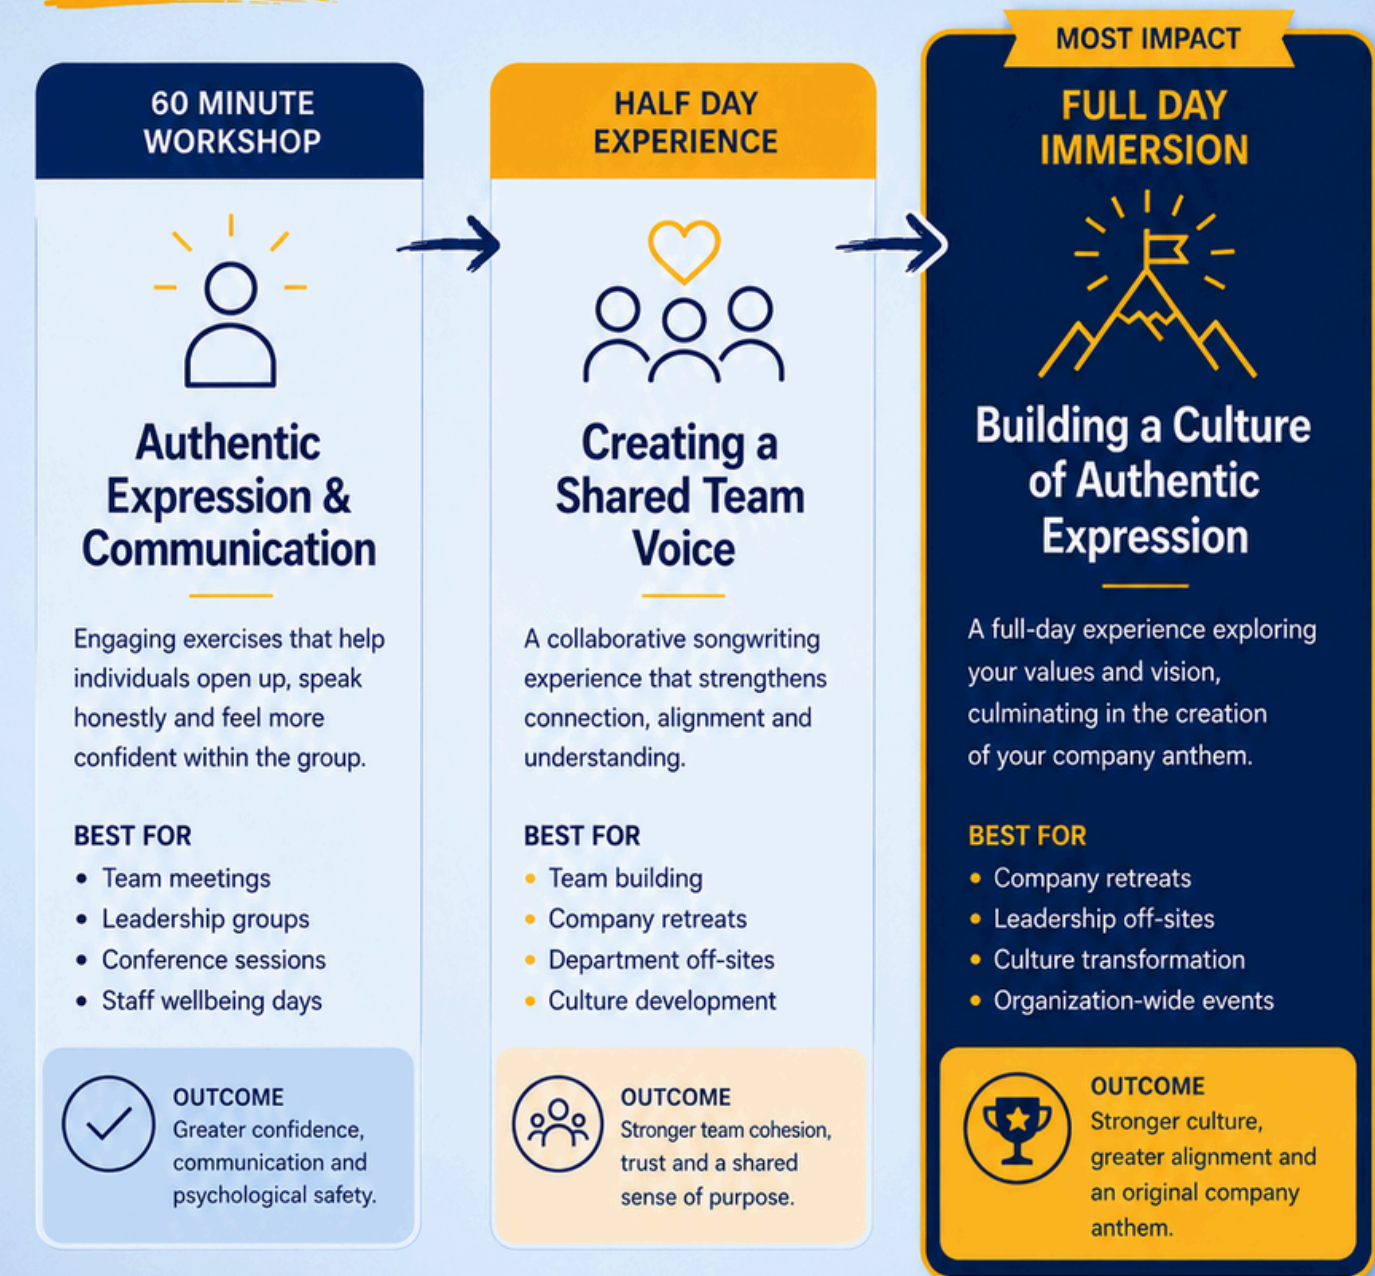 60 MINUTE
WORKSHOP
Authentic
Expression &
Communication
Engaging exercises that help
individuals open up, speak
honestly and feel more
confident within the group.
BEST FOR
• Team meetings
• Leadership groups
• Conference sessions
• Staff wellbeing days
OUTCOME
Greater confidence,
communication and
psychological safety.
HALF DAY
EXPERIENCE
Creating a
Shared Team
Voice
A collaborative songwriting
experience that strengthens
connection, alignment and
understanding.
BEST FOR
• Team building
• Company retreats
• Department off-sites
• Culture development
OUTCOME
Stronger team cohesion,
trust and a shared
sense of purpose.
MOST IMPACT
FULL DAY
IMMERSION
Building a Culture
of Authentic
Expression
A full-day experience exploring
your values and vision,
culminating in the creation
of your company anthem.
BEST FOR
• Company retreats
• Leadership off-sites
• Culture transformation
• Organization-wide events
OUTCOME
Stronger culture,
greater alignment and
an original company
anthem.